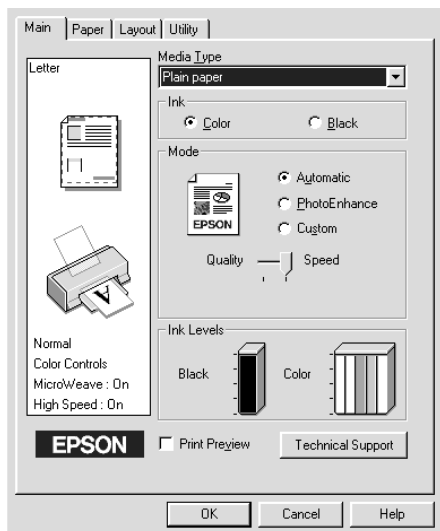 Main Paper Layout Utility
Letter
Media Type
Plain paper
Ink
Color Black
Mode
EPSON
Automatic
PhotoEnhance
Custom
Quality Speed
A
Normal
Color Controls
MicroWeave : On
High Speed : On
Ink Levels
Black Color
EPSON
Print Preview
Technical Support
OK Cancel Help